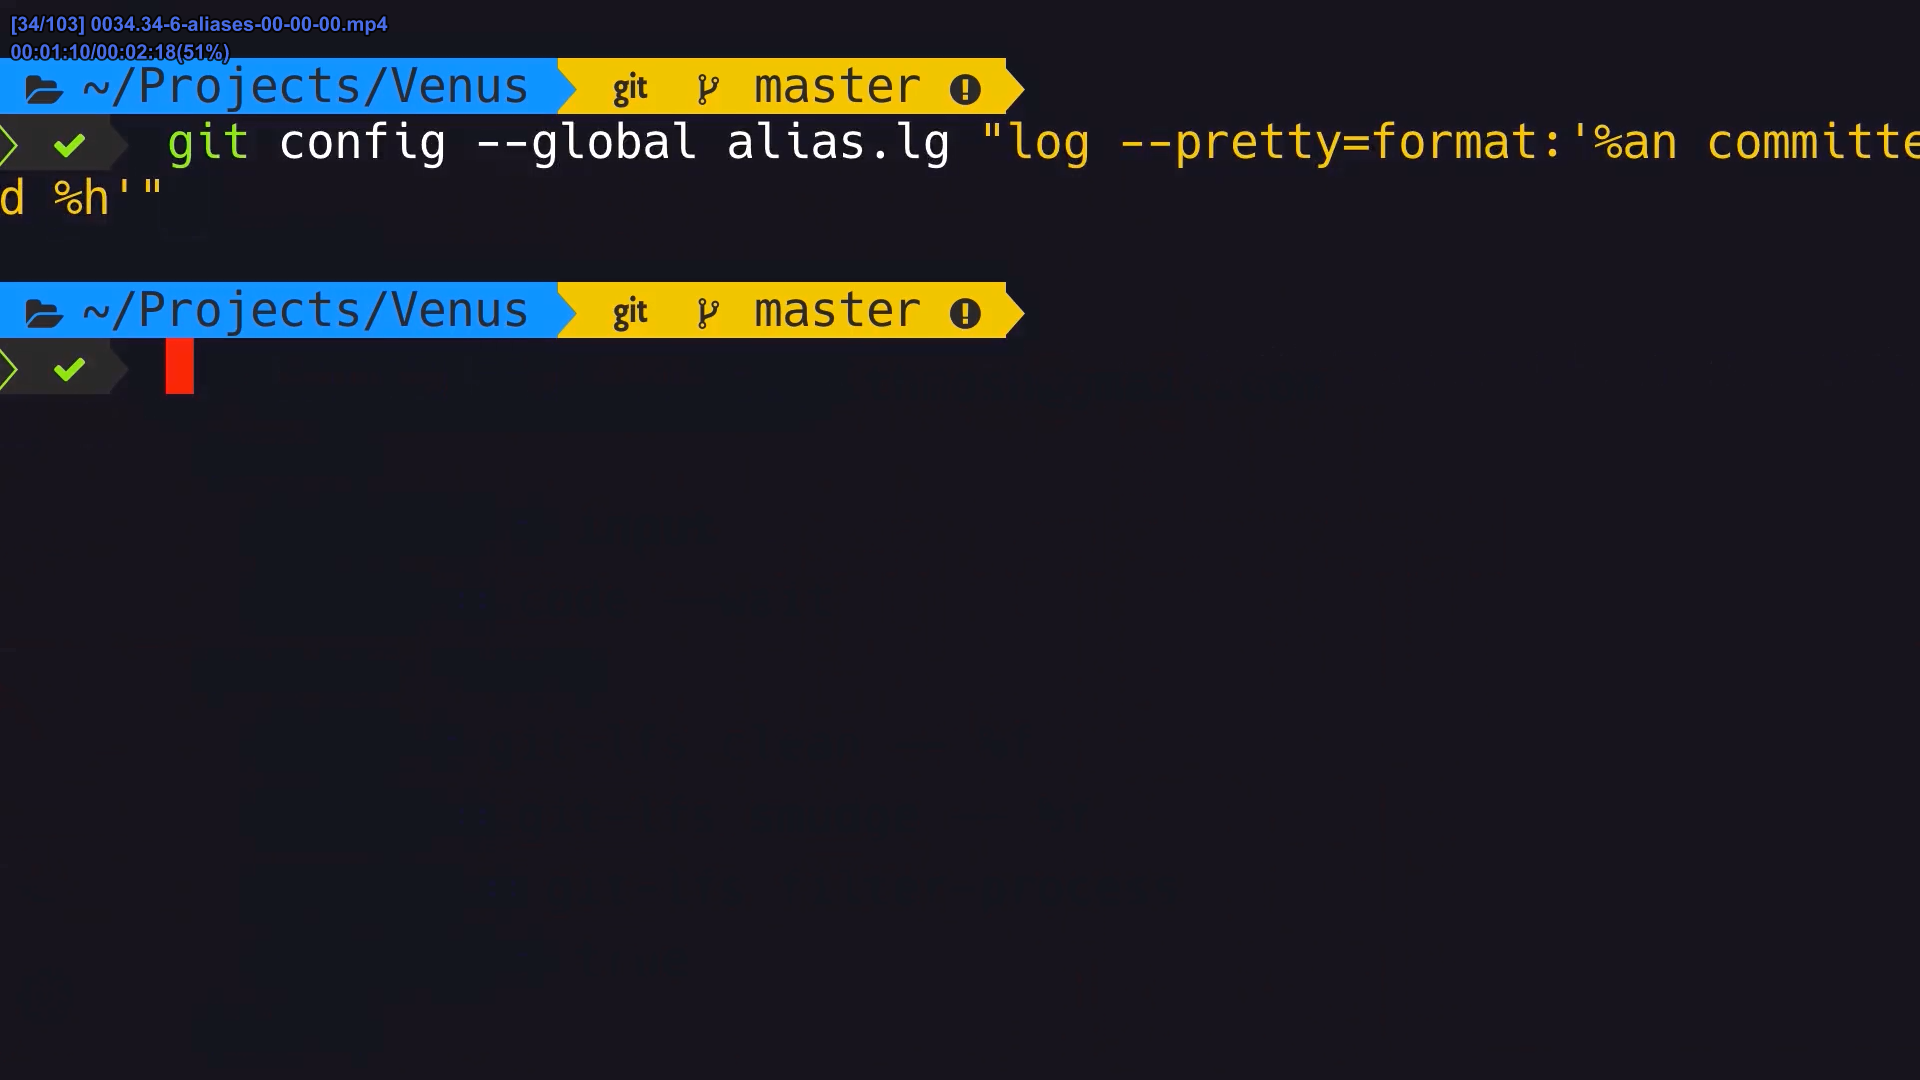 [34/103] 0034.34-6-aliases-00-00-00.mp4
00:01:10/00:02:18(51%)
~/Projects/Venus git master
git config --global alias.lg "log --pretty=format:'%an committe
d %h'"
~/Projects/Venus git master